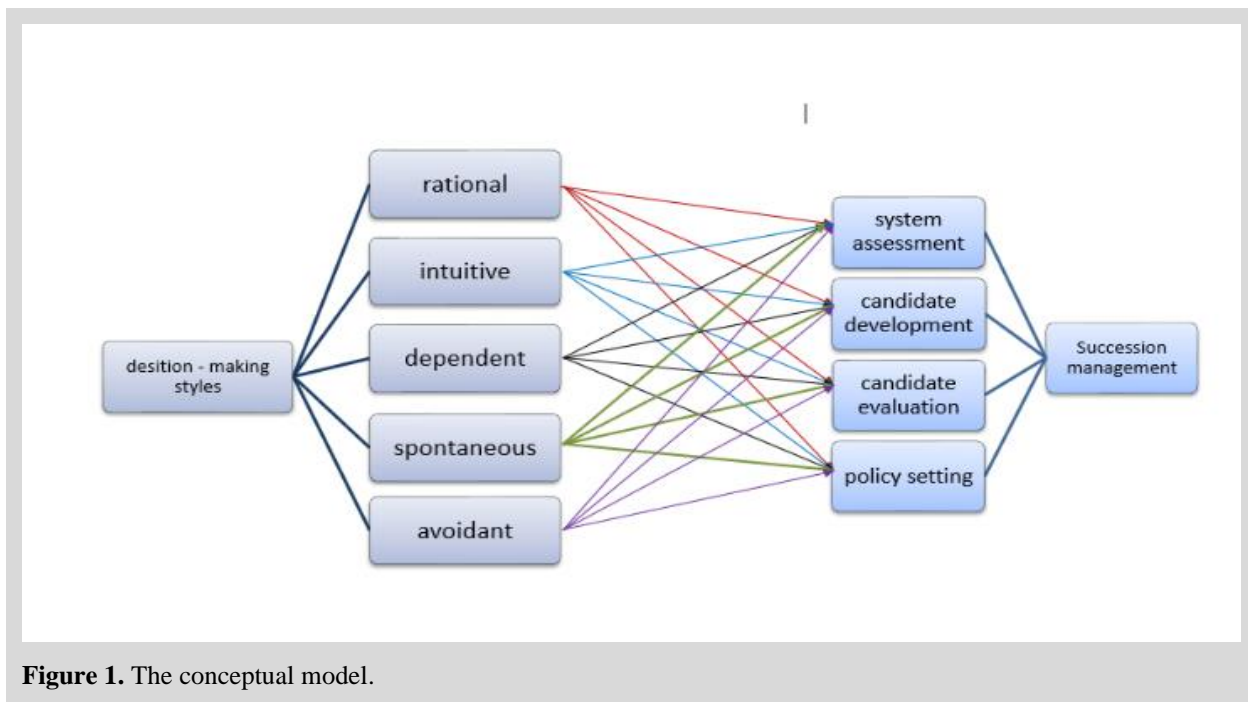 desition - making
styles
rational
intuitive
dependent
spontaneous
avoidant
system
assessment
candidate
development
candidate
evaluation
policy setting
Succession
management
Figure 1. The conceptual model.